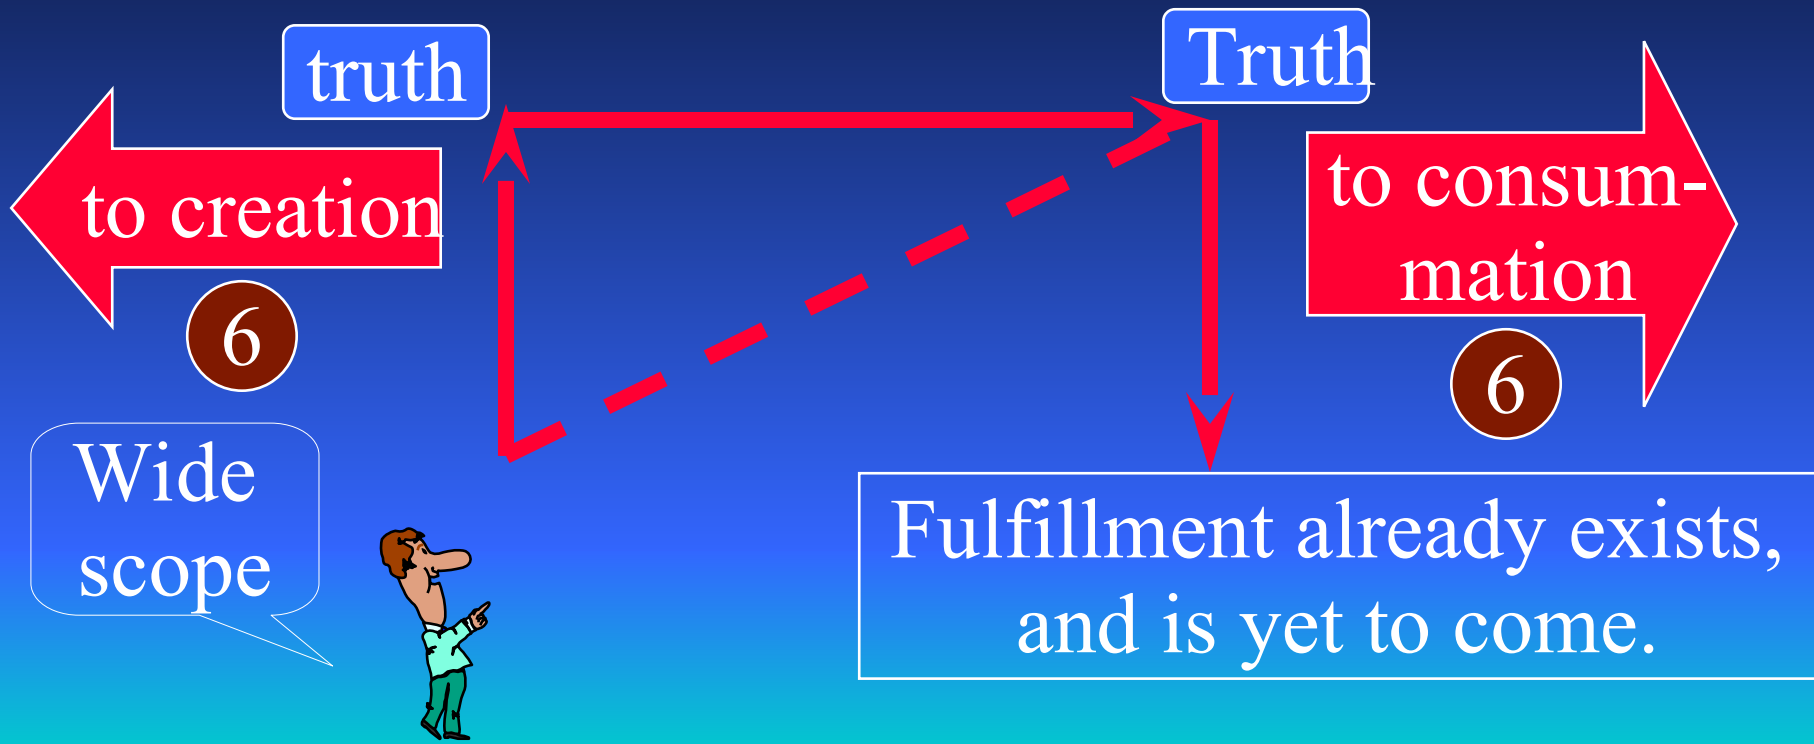 truth
Truth
to creation
to consum-
mation
6
6
Wide
scope
Fulfillment already exists,
and is yet to come.